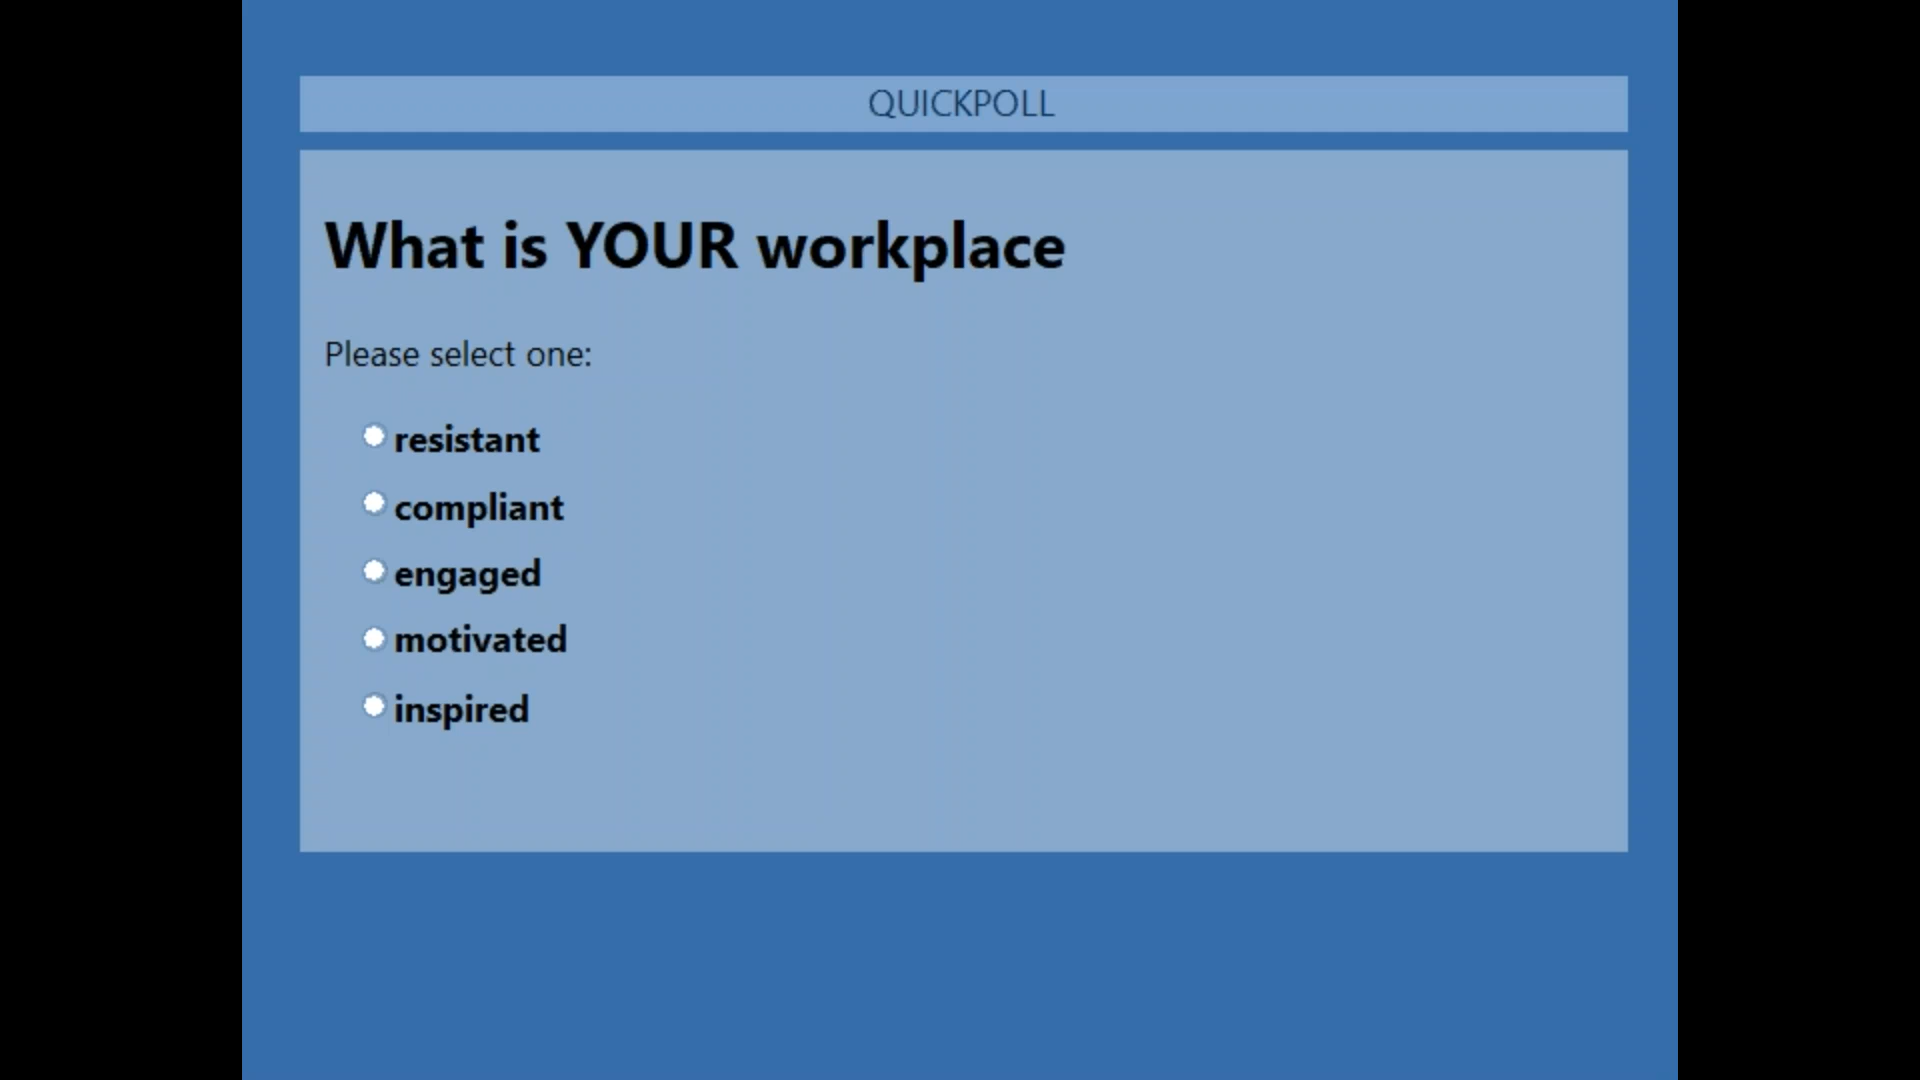 QUICKPOLL
What is YOUR workplace
Please select one:
resistant
compliant
engaged
motivated
inspired